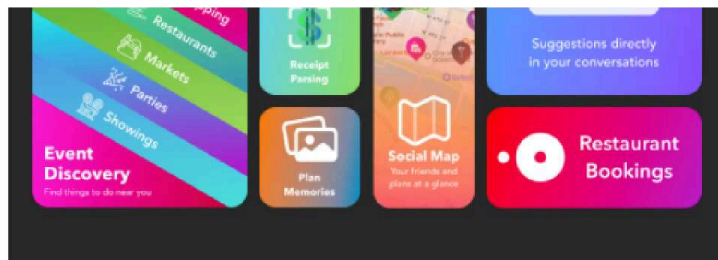 pping
Restaurants
Markets
Parties
Showings
Event
Discovery
Find things to do near you
Receipt
Parsing
Plan
Memories
Social Map
Your friends and
plans at a glance
Suggestions directly
in your conversations
Restaurant
Bookings